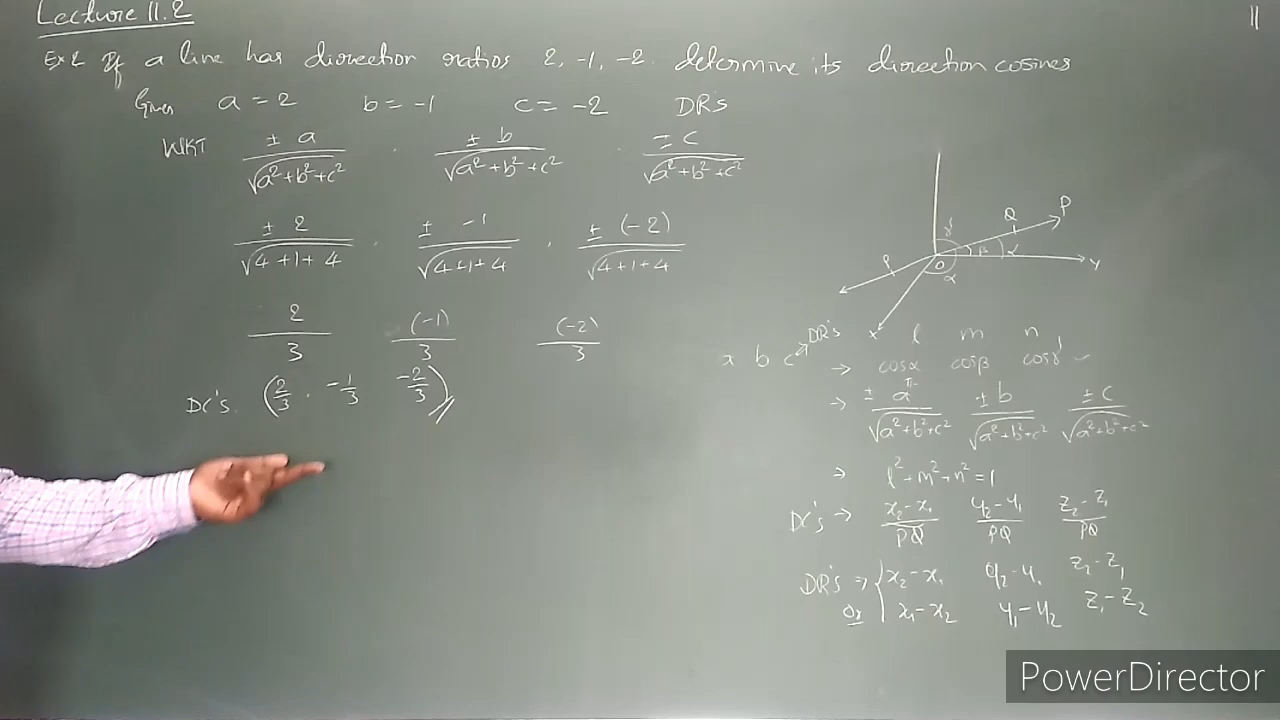 Lecture 11.2
11
Ex 2 If a line has direction ratios 2, -1, -2. determine its direction cosines
Given a = 2 b = -1 c = -2 DR's
WKT ± a / √a²+b²+c² . ± b / √a²+b²+c² . ± c / √a²+b²+c²
± 2 / √4+1+4 . ± -1 / √4+1+4 . ± (-2) / √4+1+4
2 / 3 (-1) / 3 (-2) / 3
DC's. (2/3 . -1/3 -2/3)
P
Q
γ
β
α
O
α
Y
X
DR's l m n
b c → cosα cosβ cosγ
→ ± a / √a²+b²+c² ± b / √a²+b²+c² ± c / √a²+b²+c²
→ l²+m²+n²=1
DC's → x₂-x₁ / PQ y₂-y₁ / PQ z₂-z₁ / PQ
DR's ⇒ { x₂-x₁ y₂-y₁ z₂-z₁
Or x₁-x₂ y₁-y₂ z₁-z₂
PowerDirector